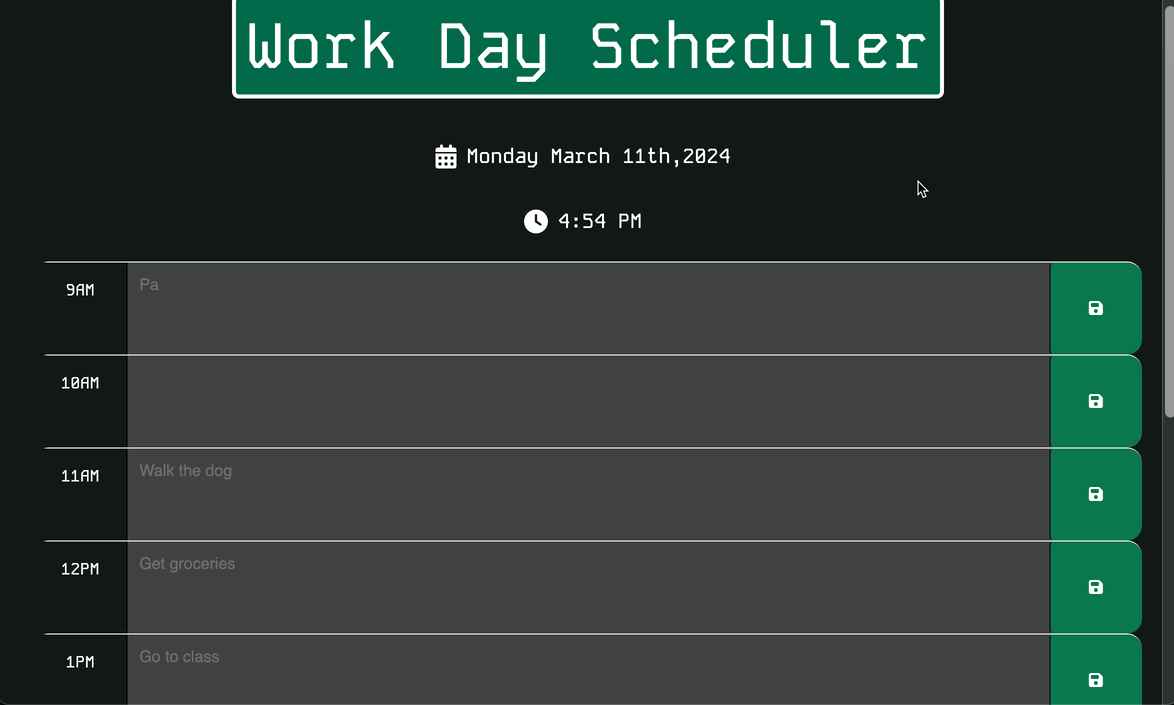 Work Day Scheduler
Monday March 11th,2024
4:54 PM
9AM
Pa
10AM
11AM
Walk the dog
12PM
Get groceries
1PM
Go to class